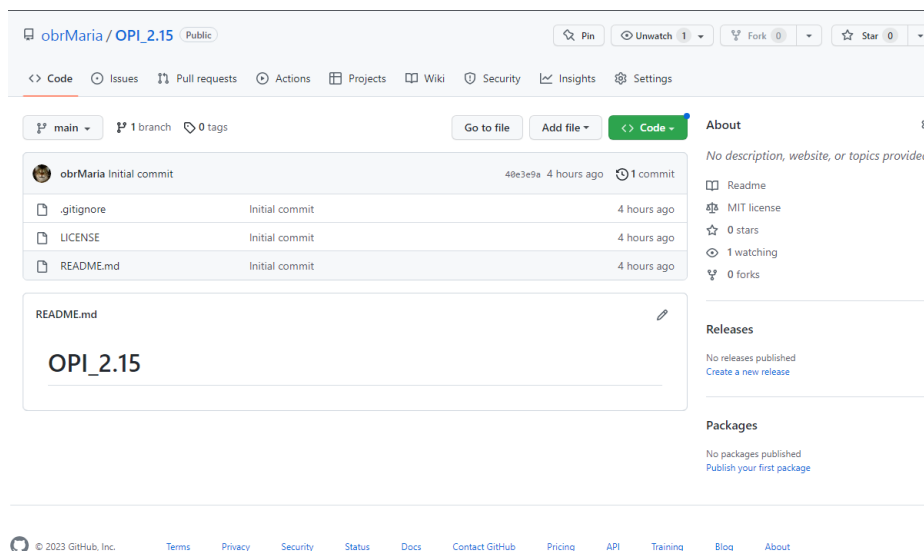 obrMaria / OPI_2.15 Public
Pin Unwatch 1 Fork 0 Star 0
<> Code Issues Pull requests Actions Projects Wiki Security Insights Settings
main 1 branch 0 tags Go to file Add file <> Code
obrMaria Initial commit 40e3e9a 4 hours ago 1 commit
.gitignore Initial commit 4 hours ago
LICENSE Initial commit 4 hours ago
README.md Initial commit 4 hours ago
README.md
OPI_2.15
About
No description, website, or topics provided
Readme
MIT license
0 stars
1 watching
0 forks
Releases
No releases published
Create a new release
Packages
No packages published
Publish your first package
© 2023 GitHub, Inc. Terms Privacy Security Status Docs Contact GitHub Pricing API Training Blog About